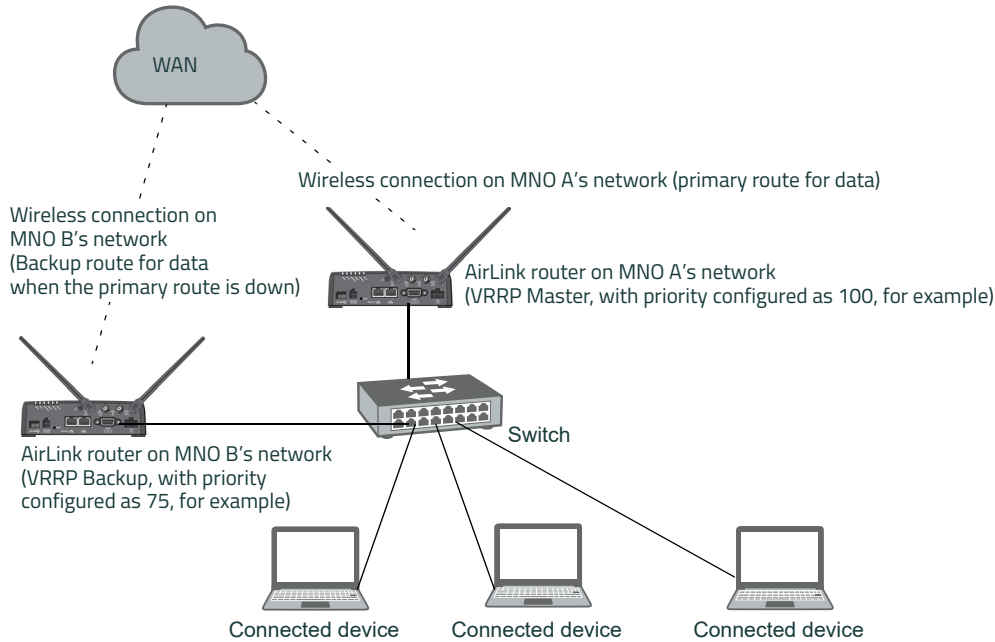 WAN
Wireless connection on MNO A's network (primary route for data)
Wireless connection on
MNO B's network
(Backup route for data
when the primary route is down)
AirLink router on MNO A's network
(VRRP Master, with priority configured as 100, for example)
Switch
AirLink router on MNO B's network
(VRRP Backup, with priority
configured as 75, for example)
Connected device
Connected device
Connected device